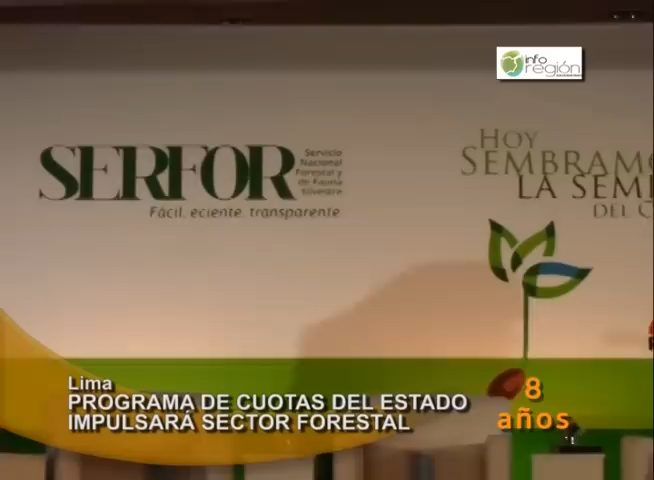 info
región
SERFOR
Servicio
Nacional
Forestal y
de Fauna
Silvestre
Fácil, eciente, transparente
HOY
SEMBRAMO
LA SEM
DEL C
Lima
PROGRAMA DE CUOTAS DEL ESTADO
IMPULSARÁ SECTOR FORESTAL
8
años